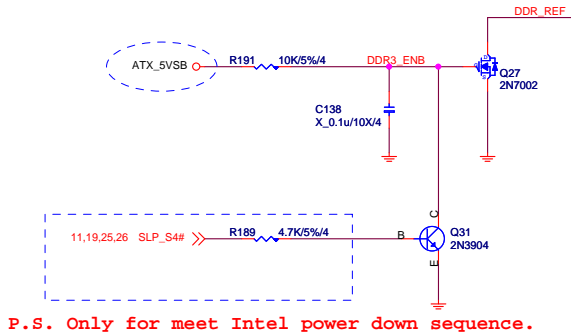 DDR_REF
ATX_5VSB
R191 10K/5%/4
DDR3_ENB
Q27
2N7002
C138
X_0.1u/10X/4
11,19,25,26 SLP_S4#
R189 4.7K/5%/4
B
C
E
Q31
2N3904
P.S. Only for meet Intel power down sequence.